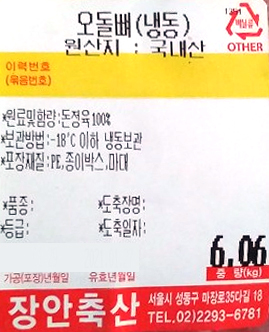 오돌뼈(냉동)
원산지 : 국내산
비닐류
OTHER
이력번호
(묶음번호)
*원료및함량:돈정육100%
*보관방법:-18℃이하 냉동보관
*포장재질:PE,종이박스,마대
*품종: *도축장명:
*등급: *도축일자:
6.06
가공(포장)년월일 유효년월일 중 량(kg)
장안축산
서울시 성동구 마장로35다길 18
TEL.02)2293-6781